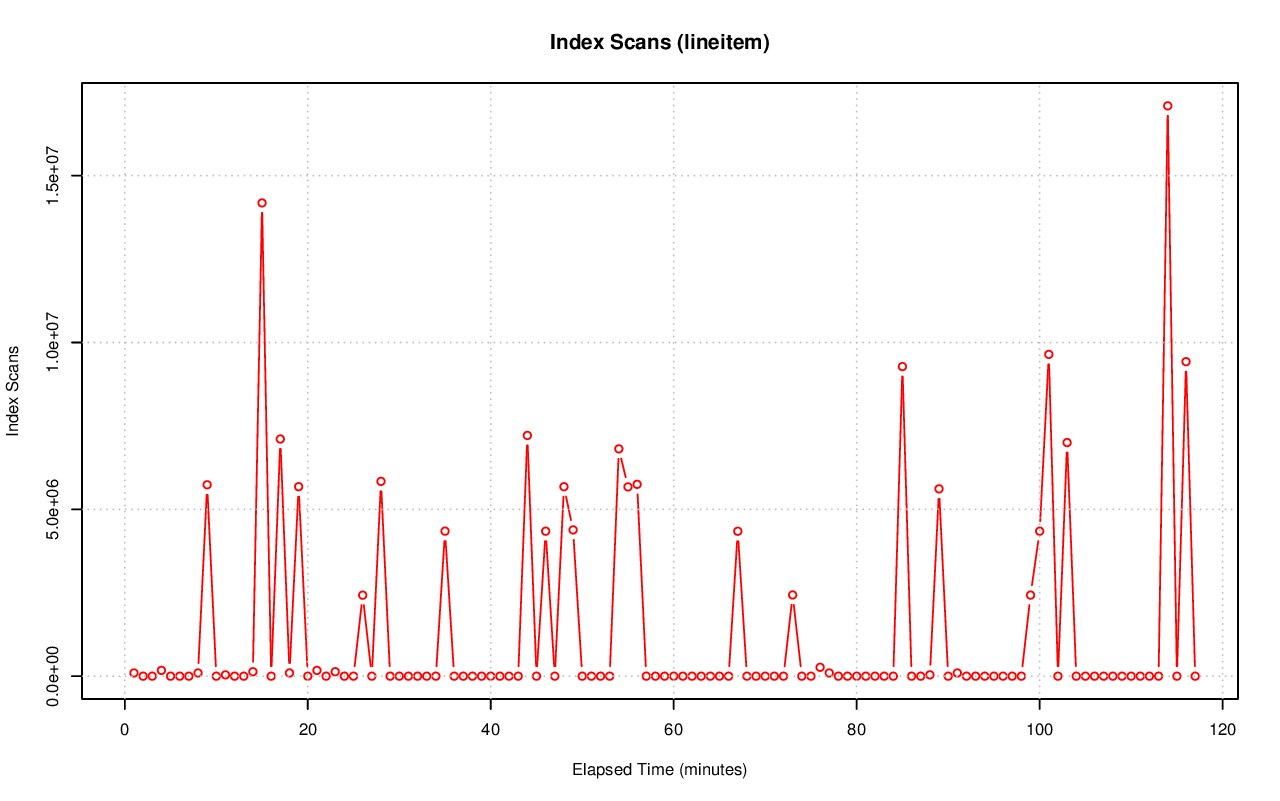 Index Scans (lineitem)
Index Scans
1.5e+07
1.0e+07
5.0e+06
0.0e+00
0 20 40 60 80 100 120
Elapsed Time (minutes)